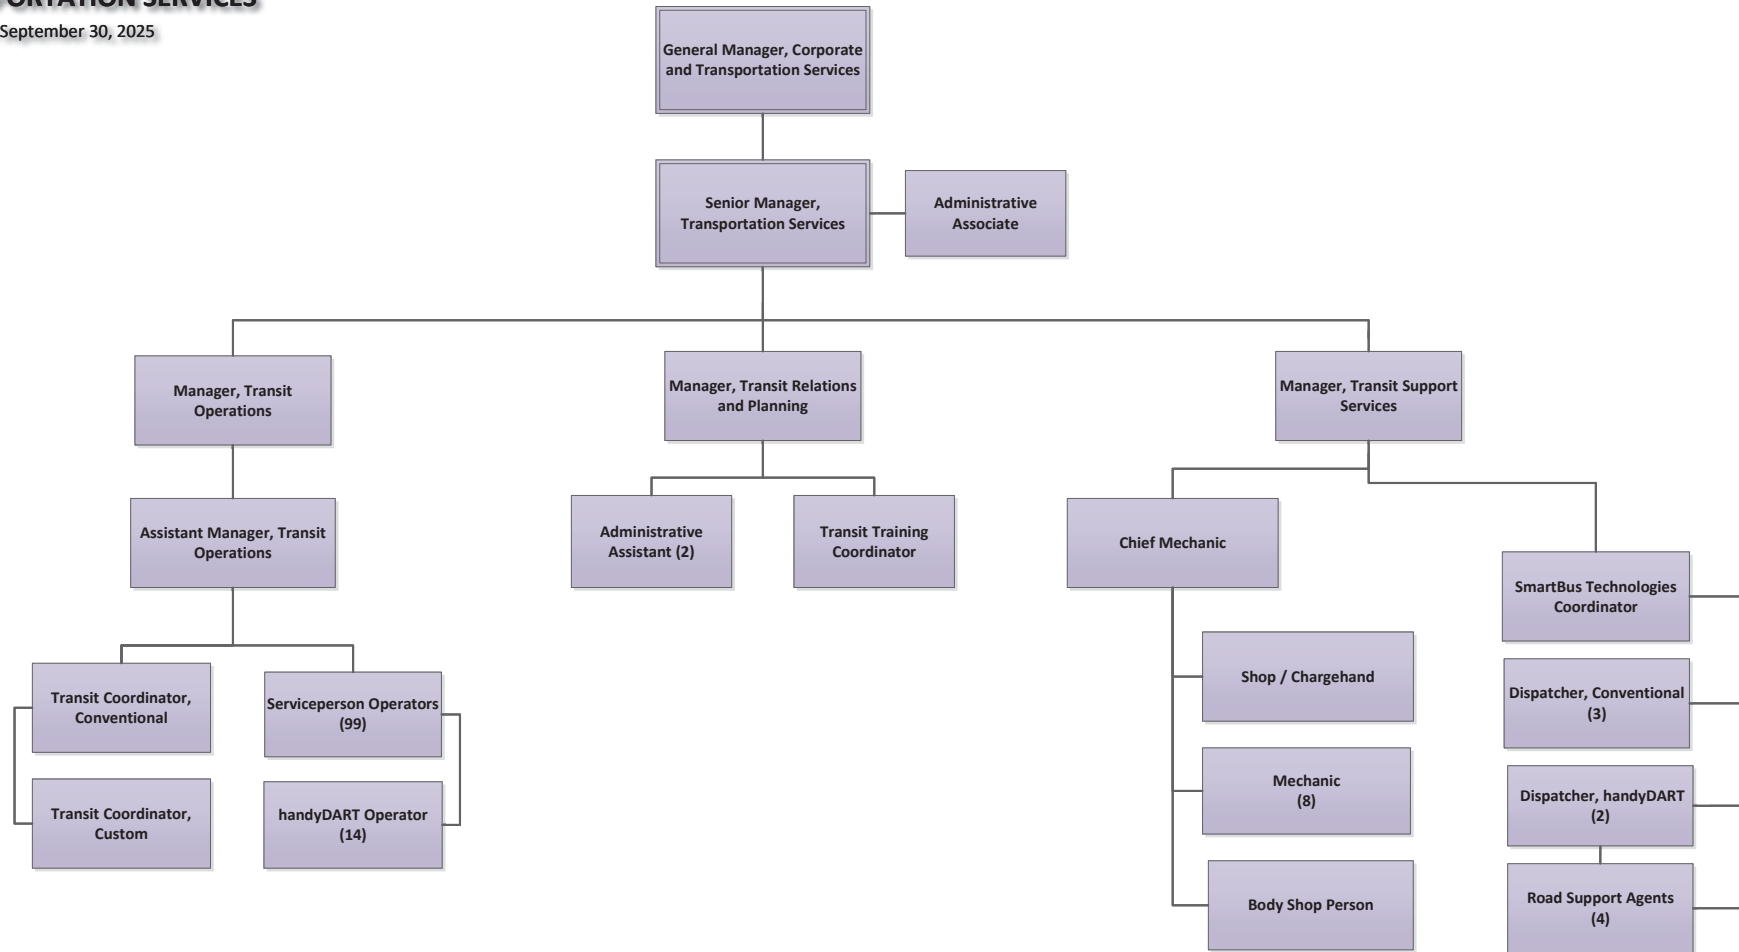 SERVICES
September 30, 2025
General Manager, Corporate
and Transportation Services
Senior Manager,
Transportation Services
Administrative
Associate
Manager, Transit
Operations
Manager, Transit Relations
and Planning
Manager, Transit Support
Services
Assistant Manager, Transit
Operations
Administrative
Assistant (2)
Transit Training
Coordinator
Chief Mechanic
SmartBus Technologies
Coordinator
Transit Coordinator,
Conventional
Serviceperson Operators
(99)
Shop / Chargehand
Dispatcher, Conventional
(3)
Transit Coordinator,
Custom
handyDART Operator
(14)
Mechanic
(8)
Dispatcher, handyDART
(2)
Body Shop Person
Road Support Agents
(4)